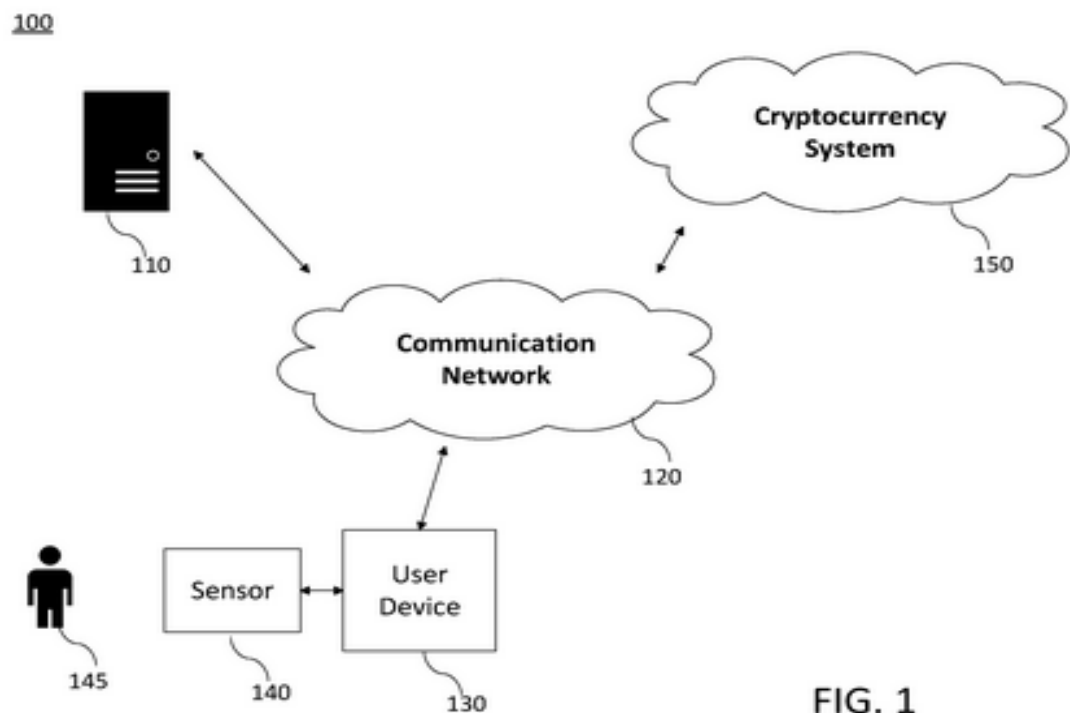 100
Cryptocurrency
System
110
150
Communication
Network
120
Sensor
User
Device
145
140
130
FIG. 1